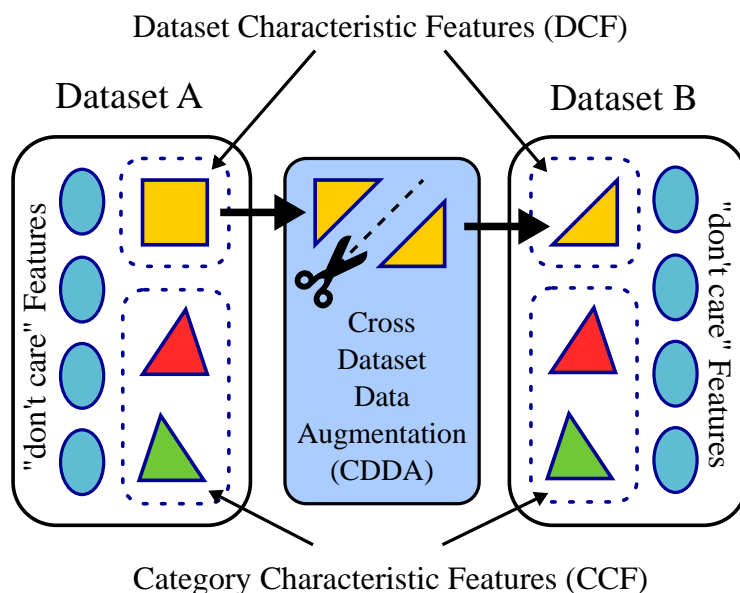 Dataset Characteristic Features (DCF)
Dataset A
Dataset B
"don't care" Features
Cross
Dataset
Data
Augmentation
(CDDA)
"don't care" Features
Category Characteristic Features (CCF)